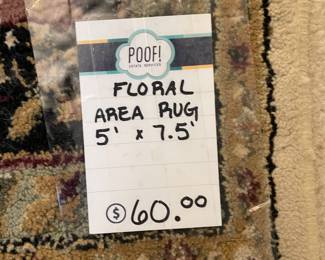 POOF!
ESTATE SERVICES
FLORAL
AREA RUG
5' x 7.5'
$ 60.00